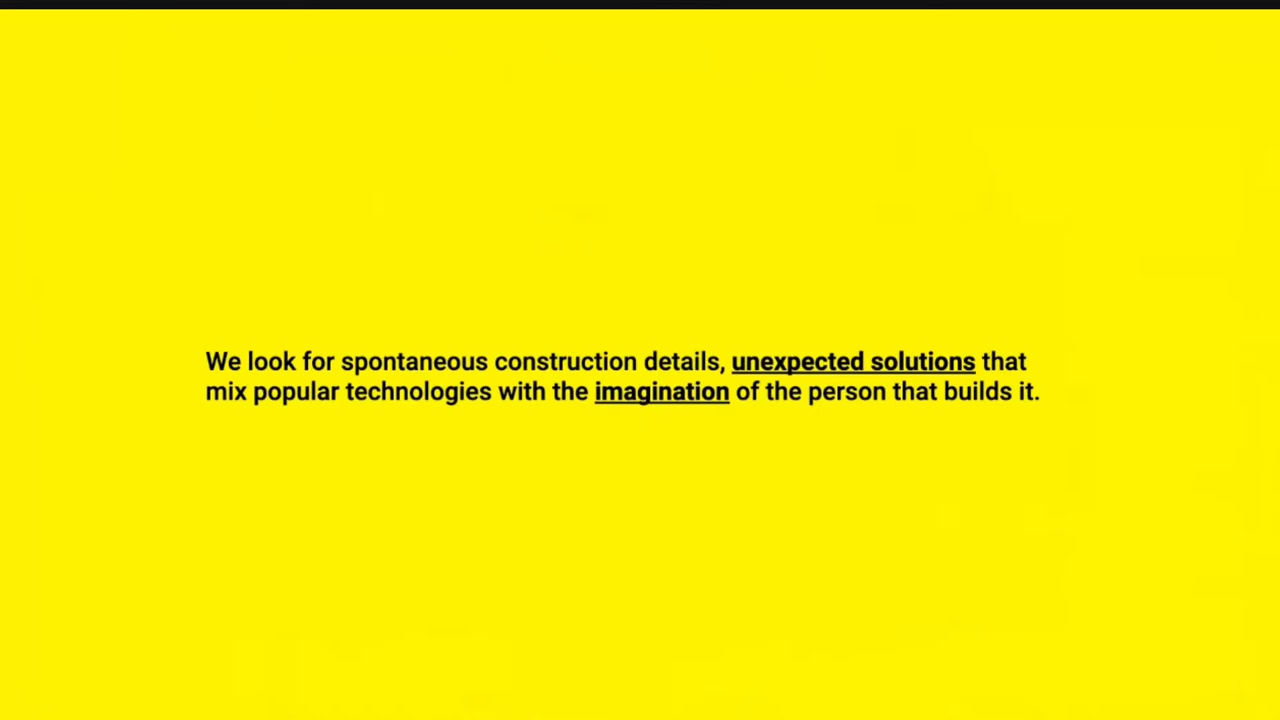 We look for spontaneous construction details, unexpected solutions that
mix popular technologies with the imagination of the person that builds it.